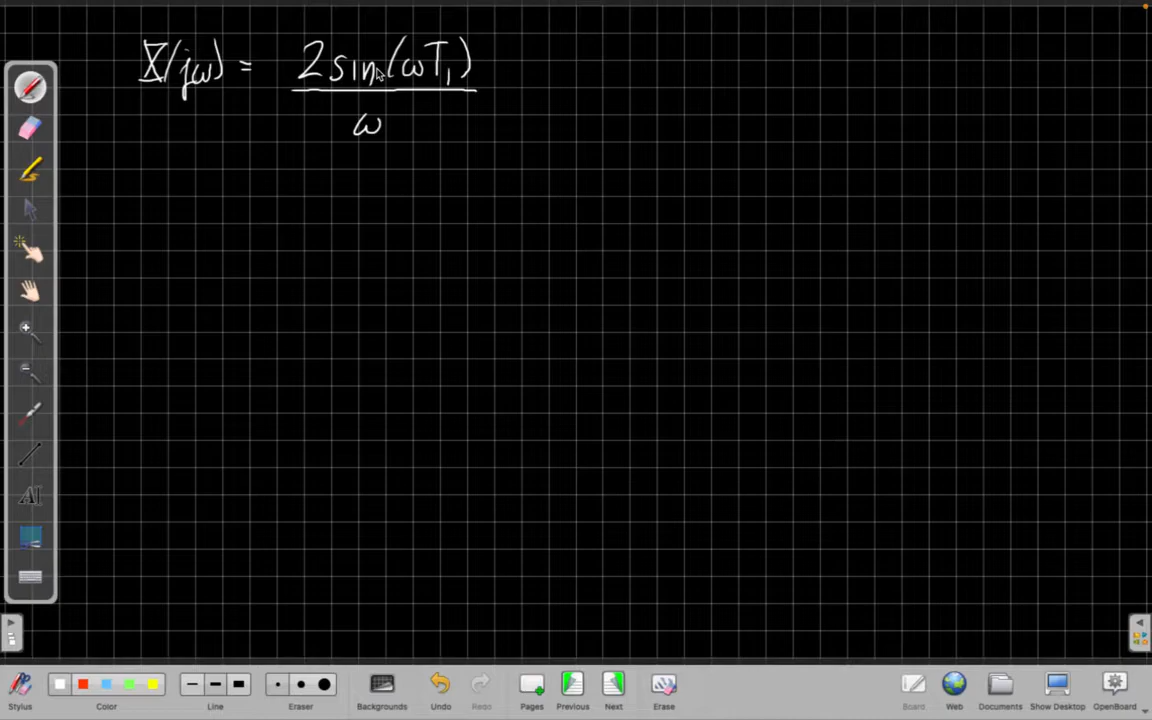 X(jω) = 2 sin(ωT₁)
ω
AI
Stylus
Color
Line
Eraser
Backgrounds
Undo
Redo
Pages
Previous
Next
Erase
Board
Web
Documents
Show Desktop
OpenBoard